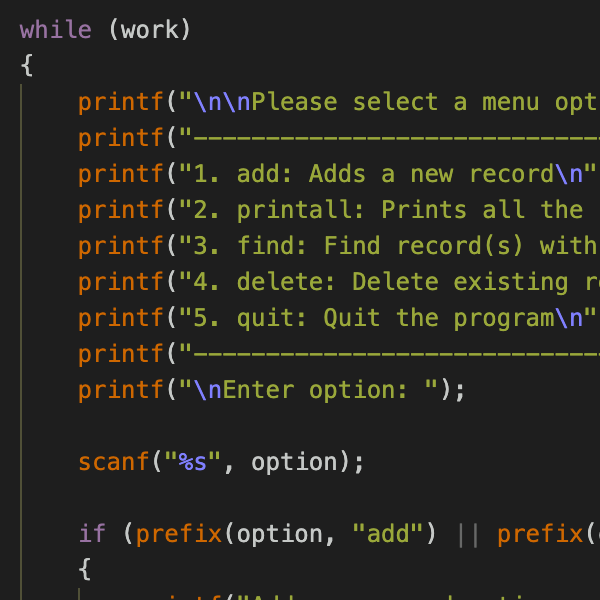 while (work)
{
printf("\n\nPlease select a menu opt
printf("-----------------------------
printf("1. add: Adds a new record\n"
printf("2. printall: Prints all the
printf("3. find: Find record(s) with
printf("4. delete: Delete existing r
printf("5. quit: Quit the program\n"
printf("-----------------------------
printf("\nEnter option: ");
scanf("%s", option);
if (prefix(option, "add") || prefix(
{